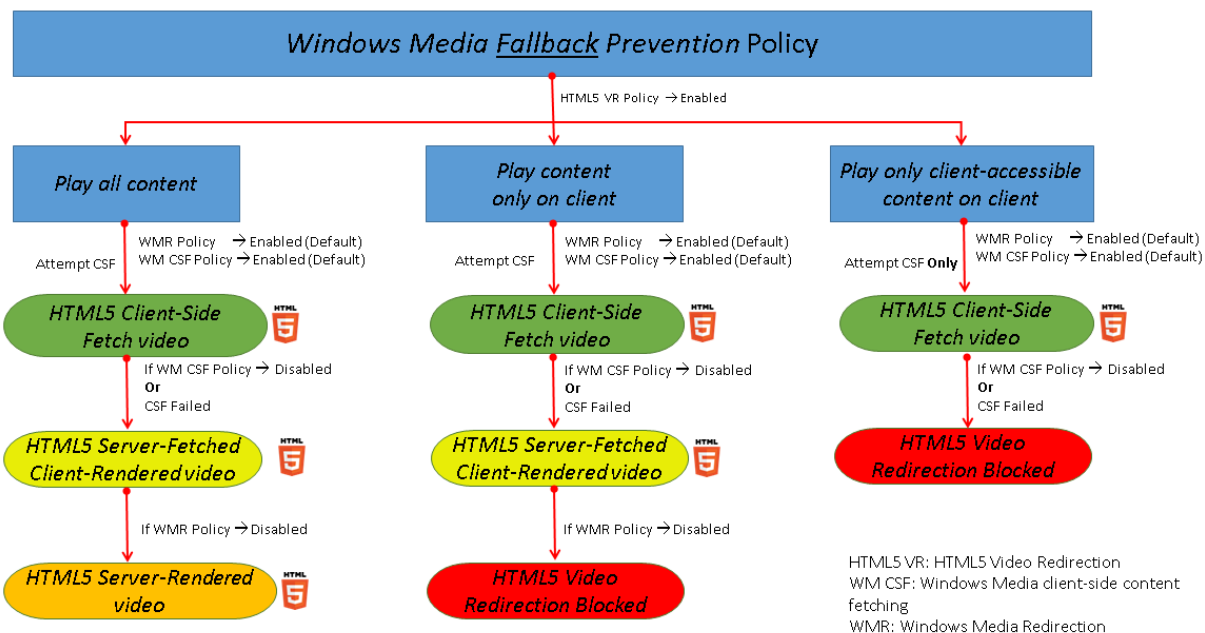 Windows Media Fallback Prevention Policy
HTML5 VR Policy → Enabled
Play all content
WMR Policy → Enabled (Default)
WM CSF Policy → Enabled (Default)
Attempt CSF
HTML5 Client-Side
Fetch video
HTML
5
If WM CSF Policy → Disabled
Or
CSF Failed
HTML5 Server-Fetched
Client-Rendered video
HTML
5
If WMR Policy → Disabled
HTML5 Server-Rendered
video
HTML
5
Play content
only on client
WMR Policy → Enabled (Default)
WM CSF Policy → Enabled (Default)
Attempt CSF
HTML5 Client-Side
Fetch video
HTML
5
If WM CSF Policy → Disabled
Or
CSF Failed
HTML5 Server-Fetched
Client-Rendered video
HTML
5
If WMR Policy → Disabled
HTML5 Video
Redirection Blocked
Play only client-accessible
content on client
WMR Policy → Enabled (Default)
WM CSF Policy → Enabled (Default)
Attempt CSF Only
HTML5 Client-Side
Fetch video
HTML
5
If WM CSF Policy → Disabled
Or
CSF Failed
HTML5 Video
Redirection Blocked
HTML5 VR: HTML5 Video Redirection
WM CSF: Windows Media client-side content
fetching
WMR: Windows Media Redirection